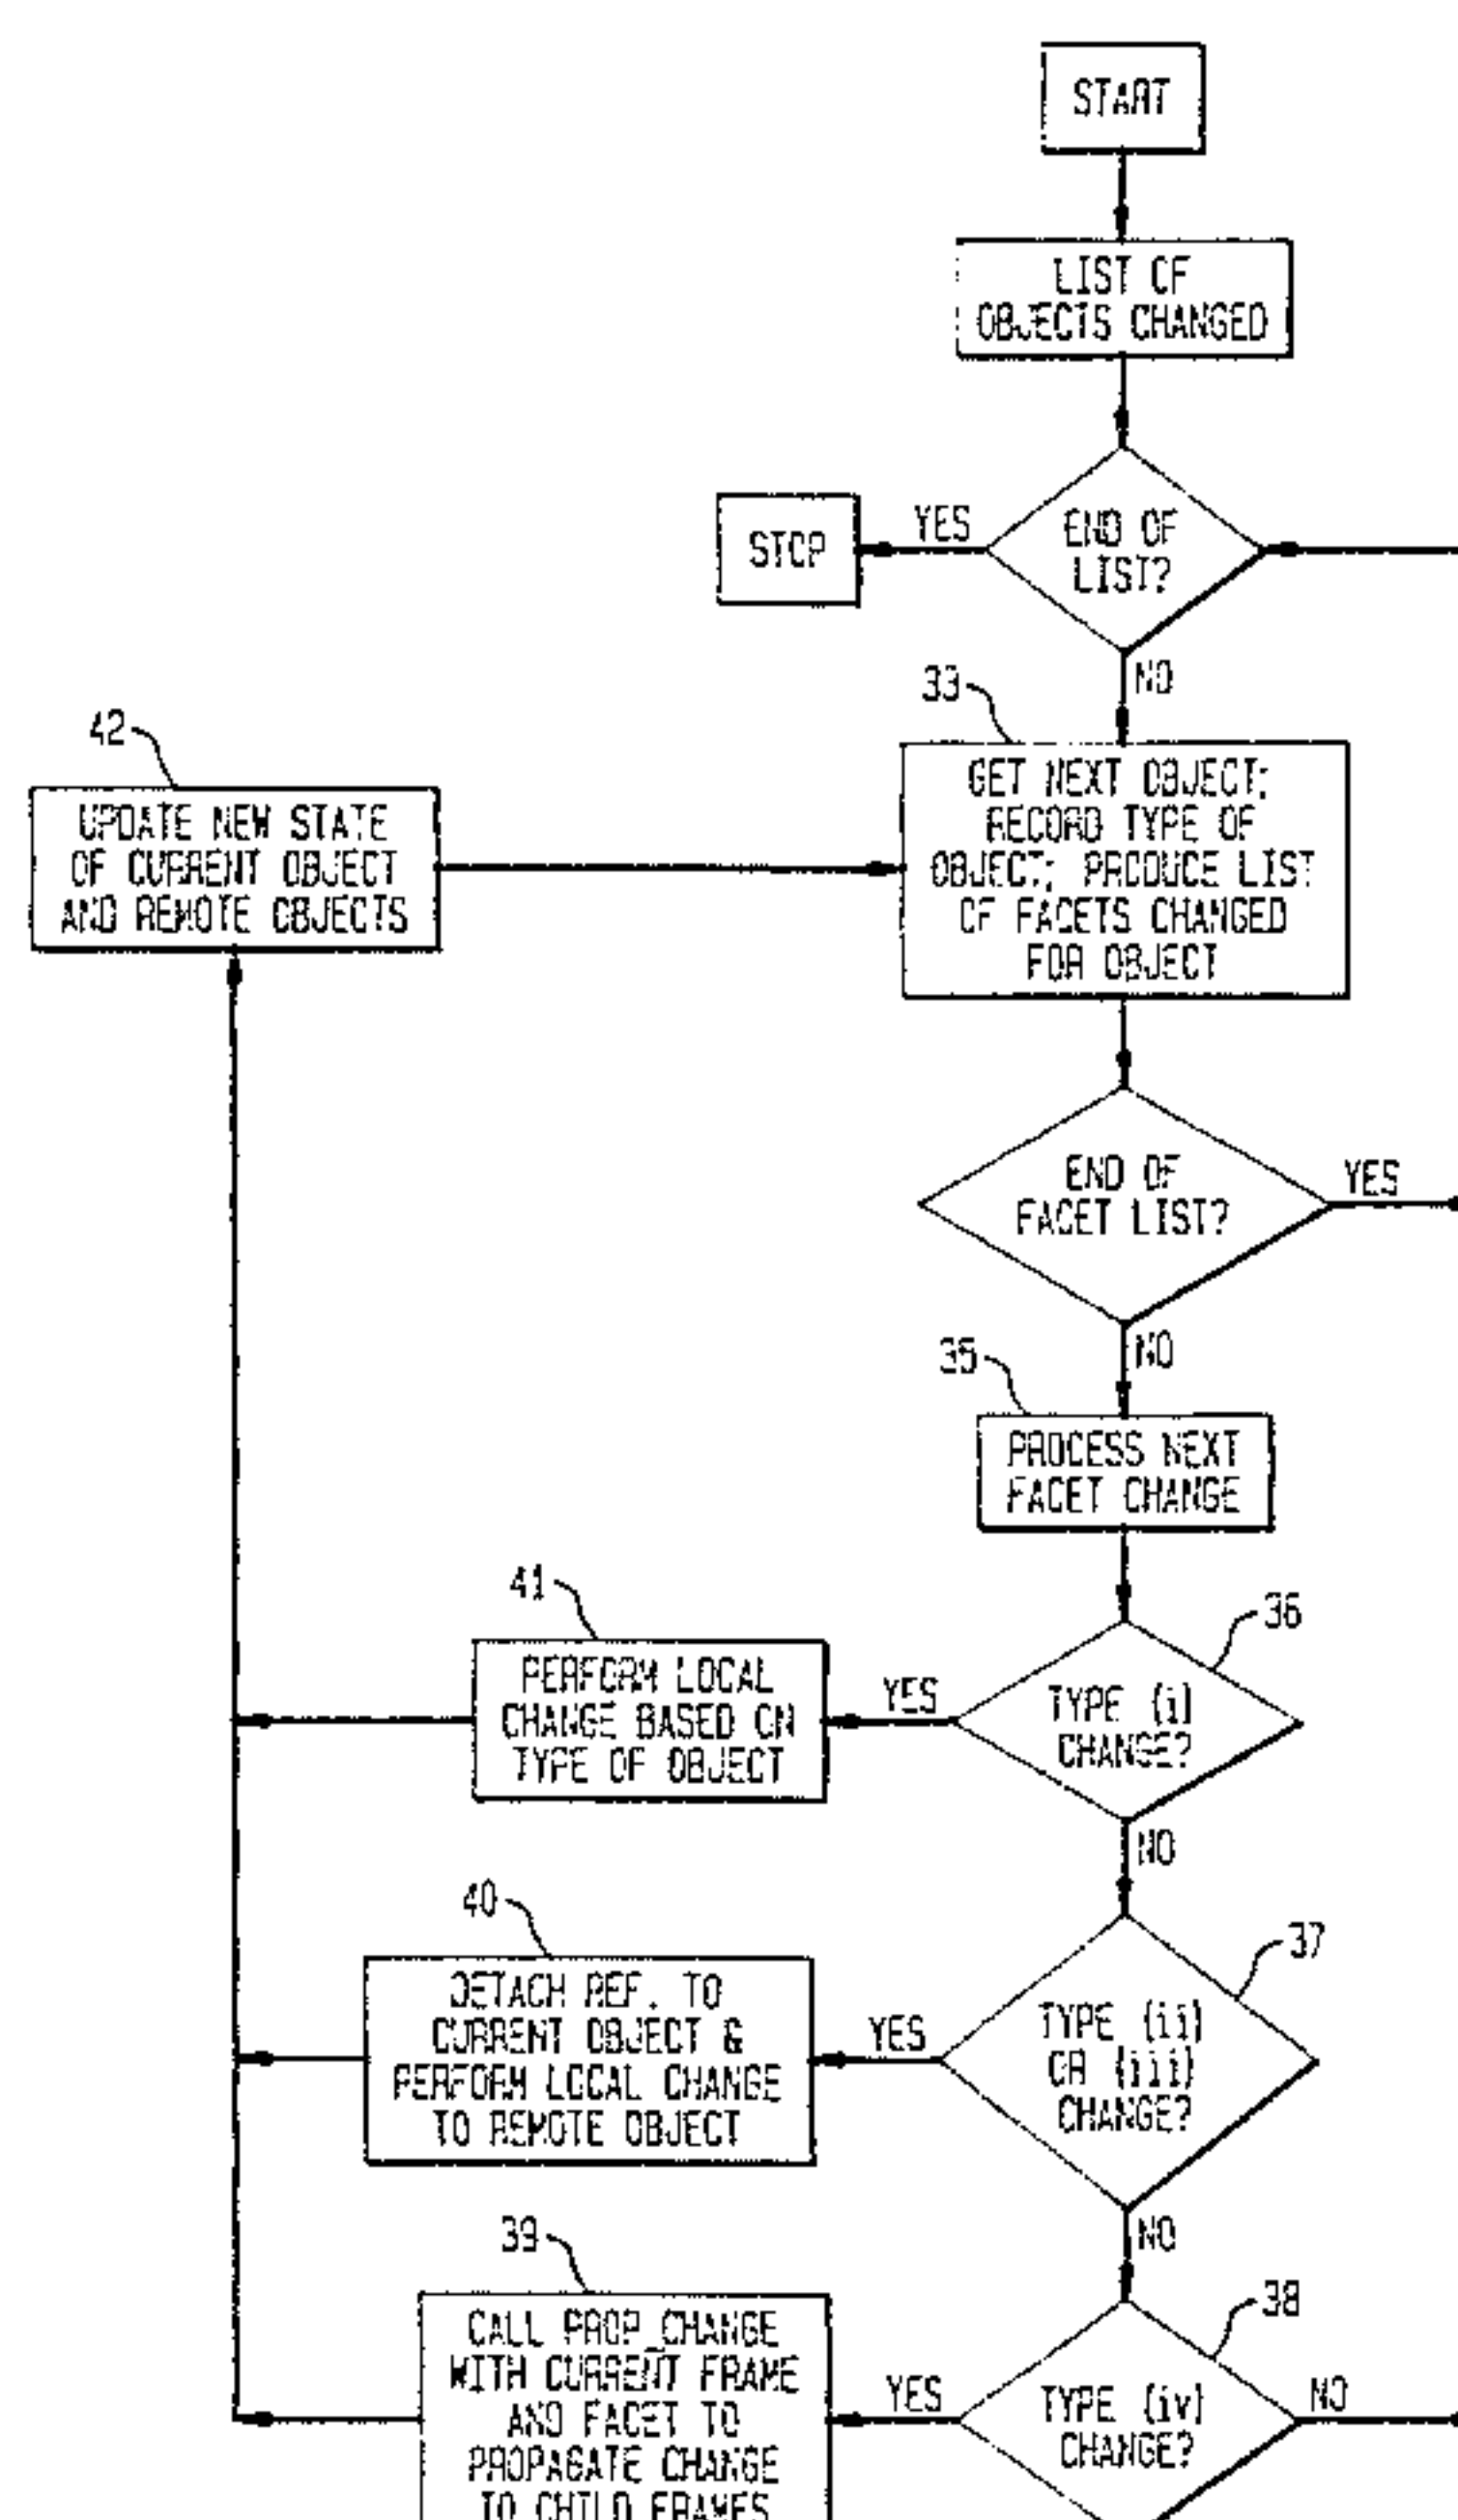 START
LIST OF
OBJECTS CHANGED
END OF
LIST?
YES
STOP
NO
33
GET NEXT OBJECT;
RECORD TYPE OF
OBJECT; PRODUCE LIST
OF FACETS CHANGED
FOR OBJECT
42
UPDATE NEW STATE
OF CURRENT OBJECT
AND REMOTE OBJECTS
END OF
FACET LIST?
YES
NO
35
PROCESS NEXT
FACET CHANGE
36
TYPE (i)
CHANGE?
YES
41
PERFORM LOCAL
CHANGE BASED ON
TYPE OF OBJECT
NO
37
TYPE (ii)
OR (iii)
CHANGE?
YES
40
DETACH REF. TO
CURRENT OBJECT &
PERFORM LOCAL CHANGE
TO REMOTE OBJECT
NO
38
TYPE (iv)
CHANGE?
YES
NO
39
CALL PROP_CHANGE
WITH CURRENT FRAME
AND FACET TO
PROPAGATE CHANGE
TO CHILD FRAMES